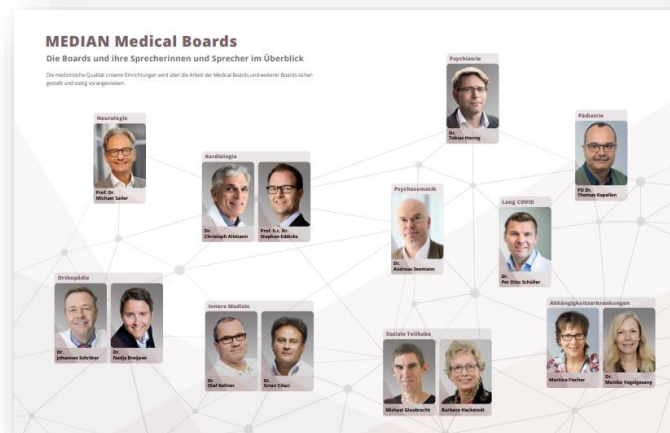 MEDIAN Medical Boards
Die Boards und ihre Sprecherinnen und Sprecher im Überblick
Die medizinische Qualität unserer Einrichtungen wird über die Arbeit der Medical Boards und weiterer Boards sicher-
gestellt und stetig vorangetrieben.
Psychiatrie
Dr.
Tobias Hornig
Neurologie
Prof. Dr.
Michael Sailer
Pädiatrie
PD Dr.
Thomas Kapellen
Kardiologie
Dr.
Christoph Altmann
Prof. h.c. Dr.
Stephan Eddicks
Psychosomatik
Dr.
Andreas Seemann
Long COVID
Dr.
Per Otto Schüller
Orthopädie
Dr.
Johannes Schröter
Dr.
Nadja Breijawi
Innere Medizin
Dr.
Olaf Keltner
Dr.
Sinan Cilaci
Abhängigkeitserkrankungen
Martina Fischer
Dr.
Monika Vogelgesang
Soziale Teilhabe
Michael Glaubrecht
Barbara Hackstedt